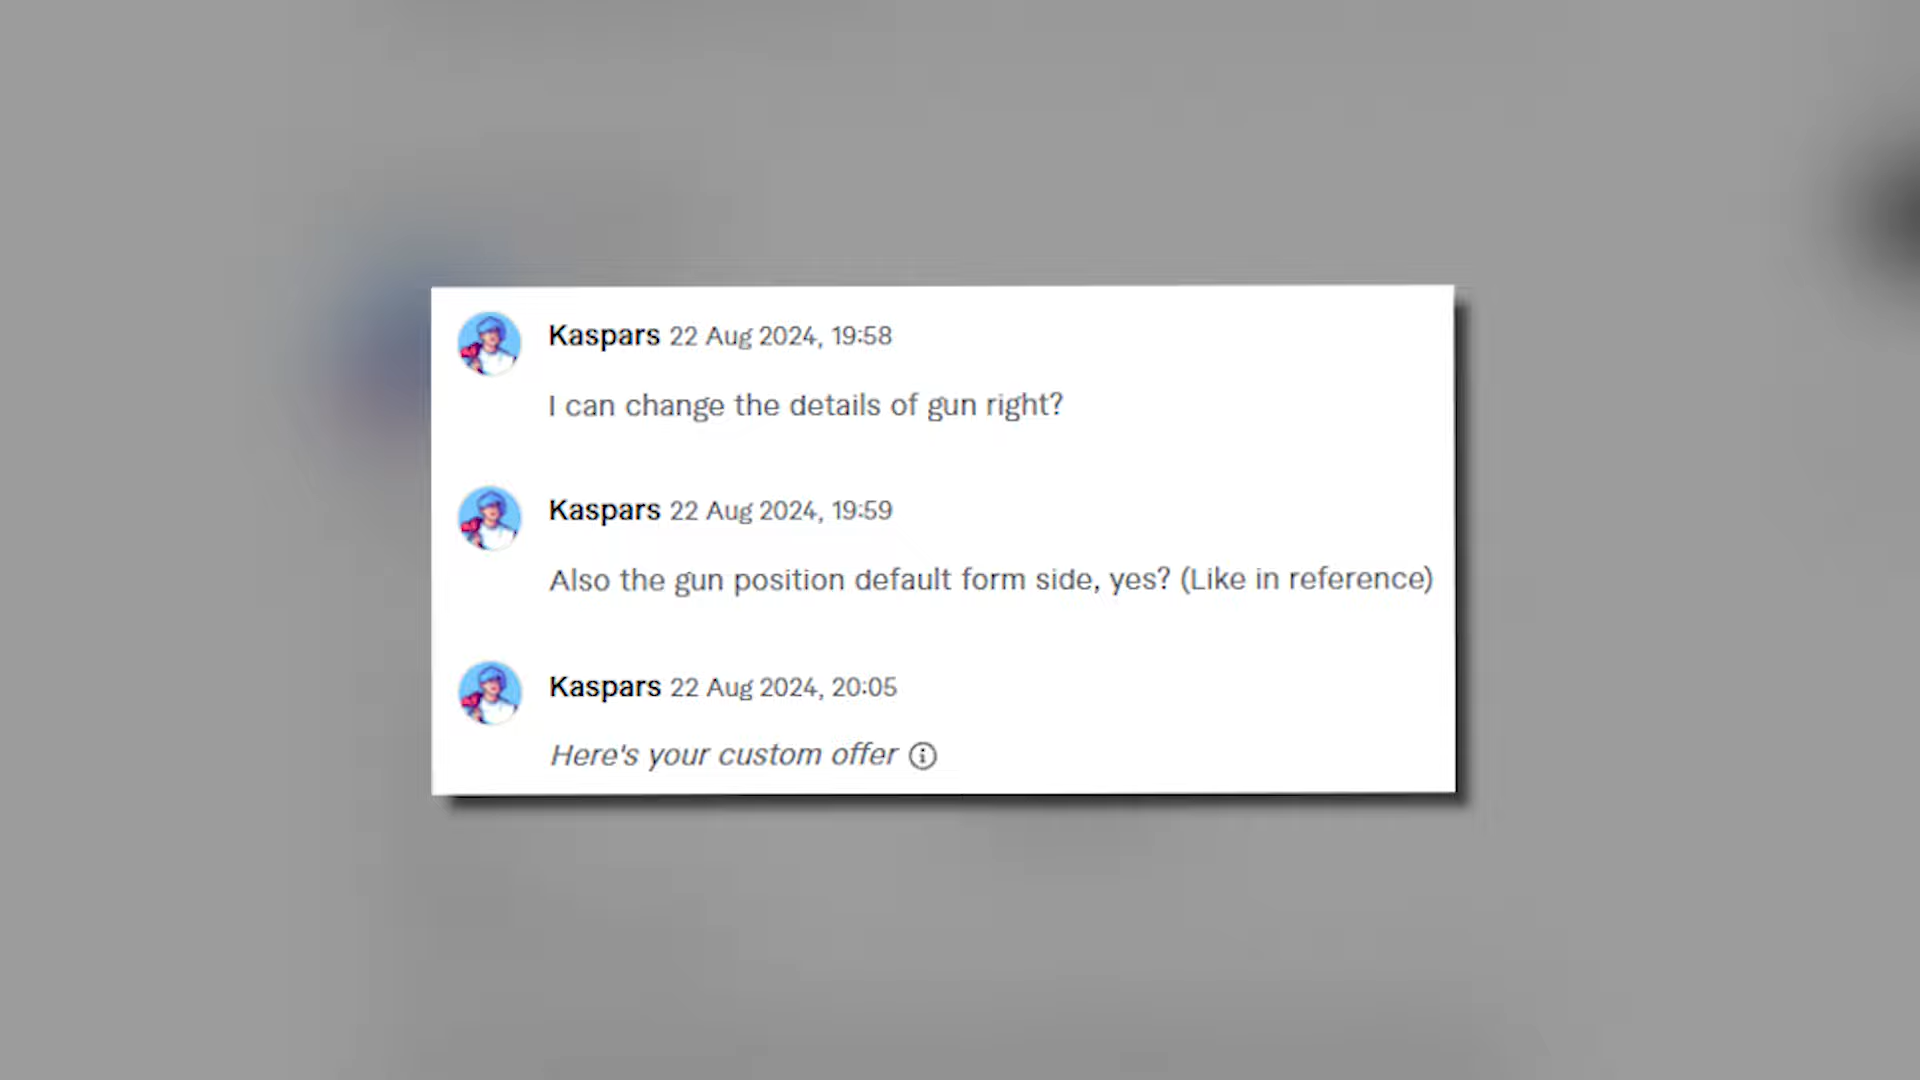 Kaspars 22 Aug 2024, 19:58
I can change the details of gun right?
Kaspars 22 Aug 2024, 19:59
Also the gun position default form side, yes? (Like in reference)
Kaspars 22 Aug 2024, 20:05
Here's your custom offer